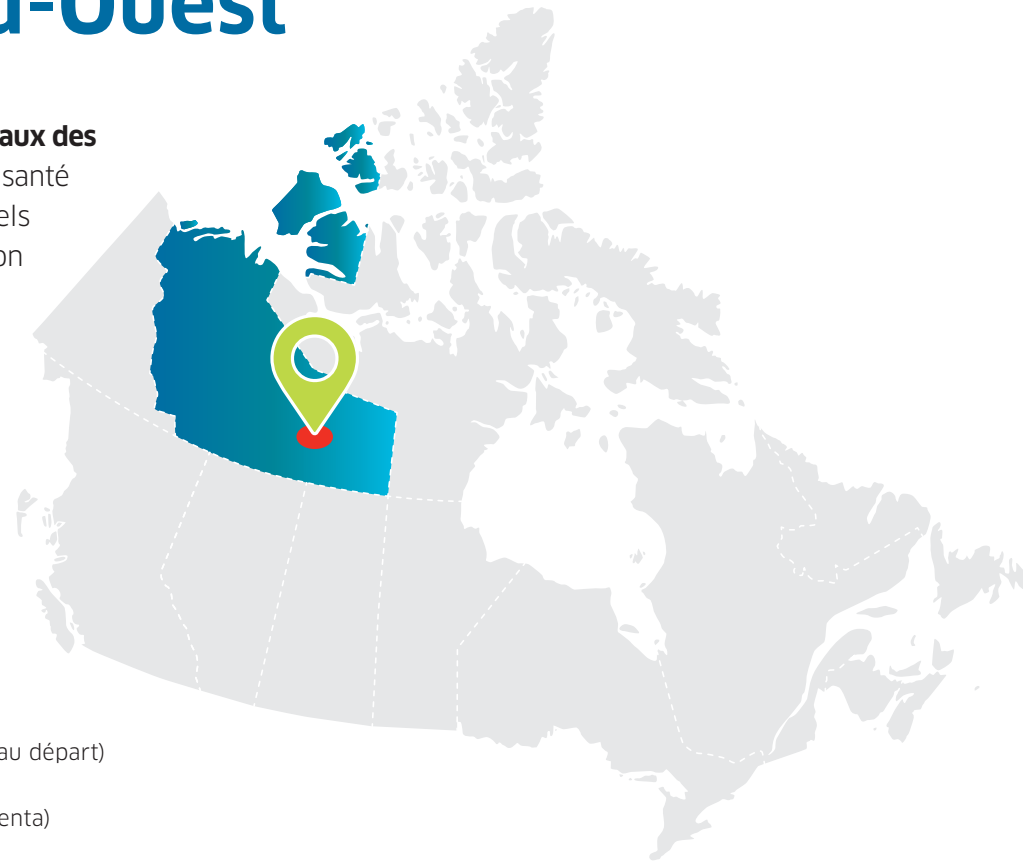 u-Ouest
aux des
santé
els
on
au départ)
enta)